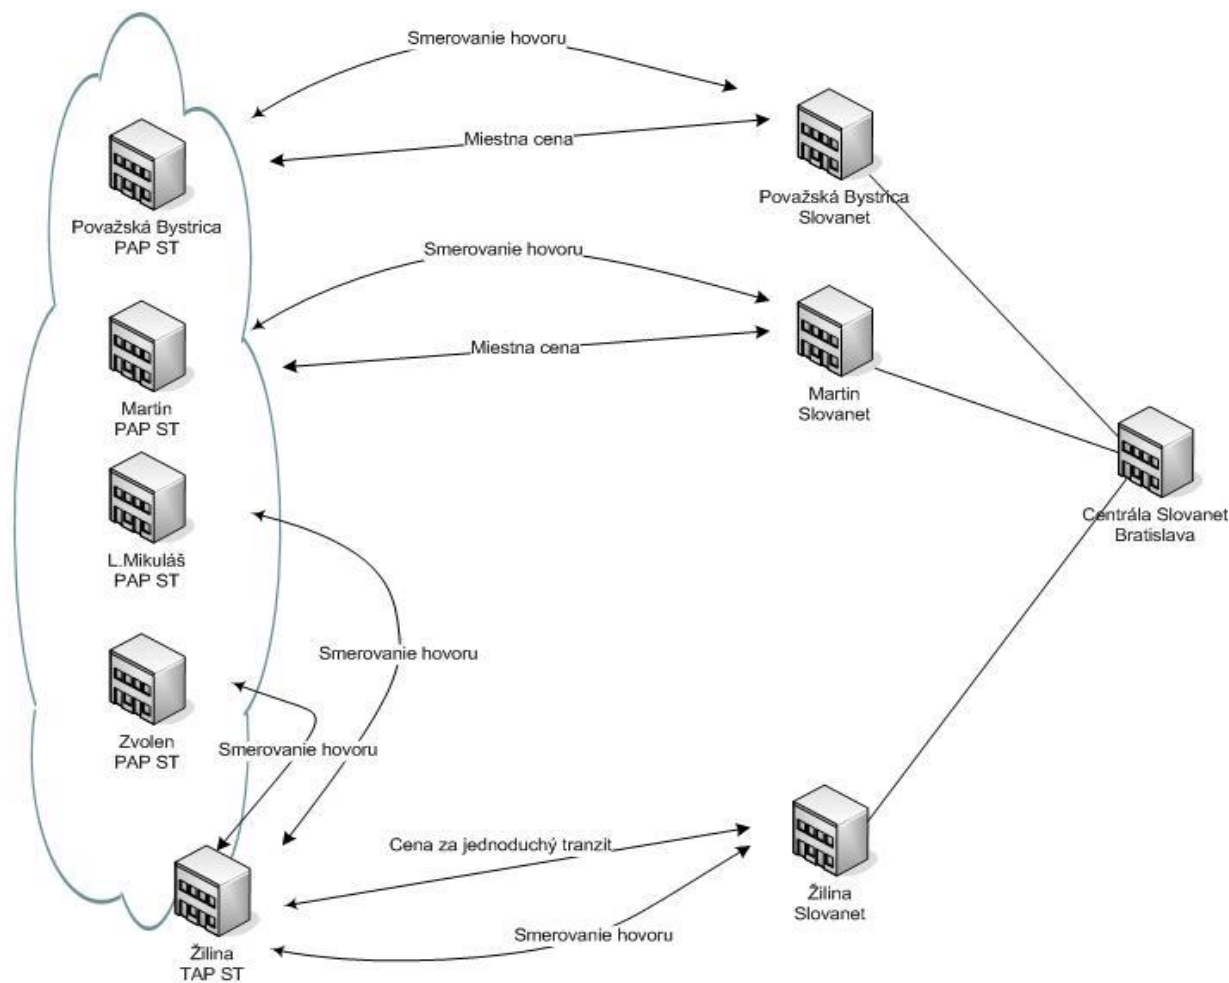 Smerovanie hovoru
Miestna cena
Považská Bystrica
PAP ST
Považská Bystrica
Slovanet
Smerovanie hovoru
Miestna cena
Martin
PAP ST
Martin
Slovanet
L.Mikuláš
PAP ST
Centrála Slovanet
Bratislava
Smerovanie hovoru
Zvolen
PAP ST
Smerovanie hovoru
Cena za jednoduchý tranzit
Žilina
Slovanet
Smerovanie hovoru
Žilina
TAP ST